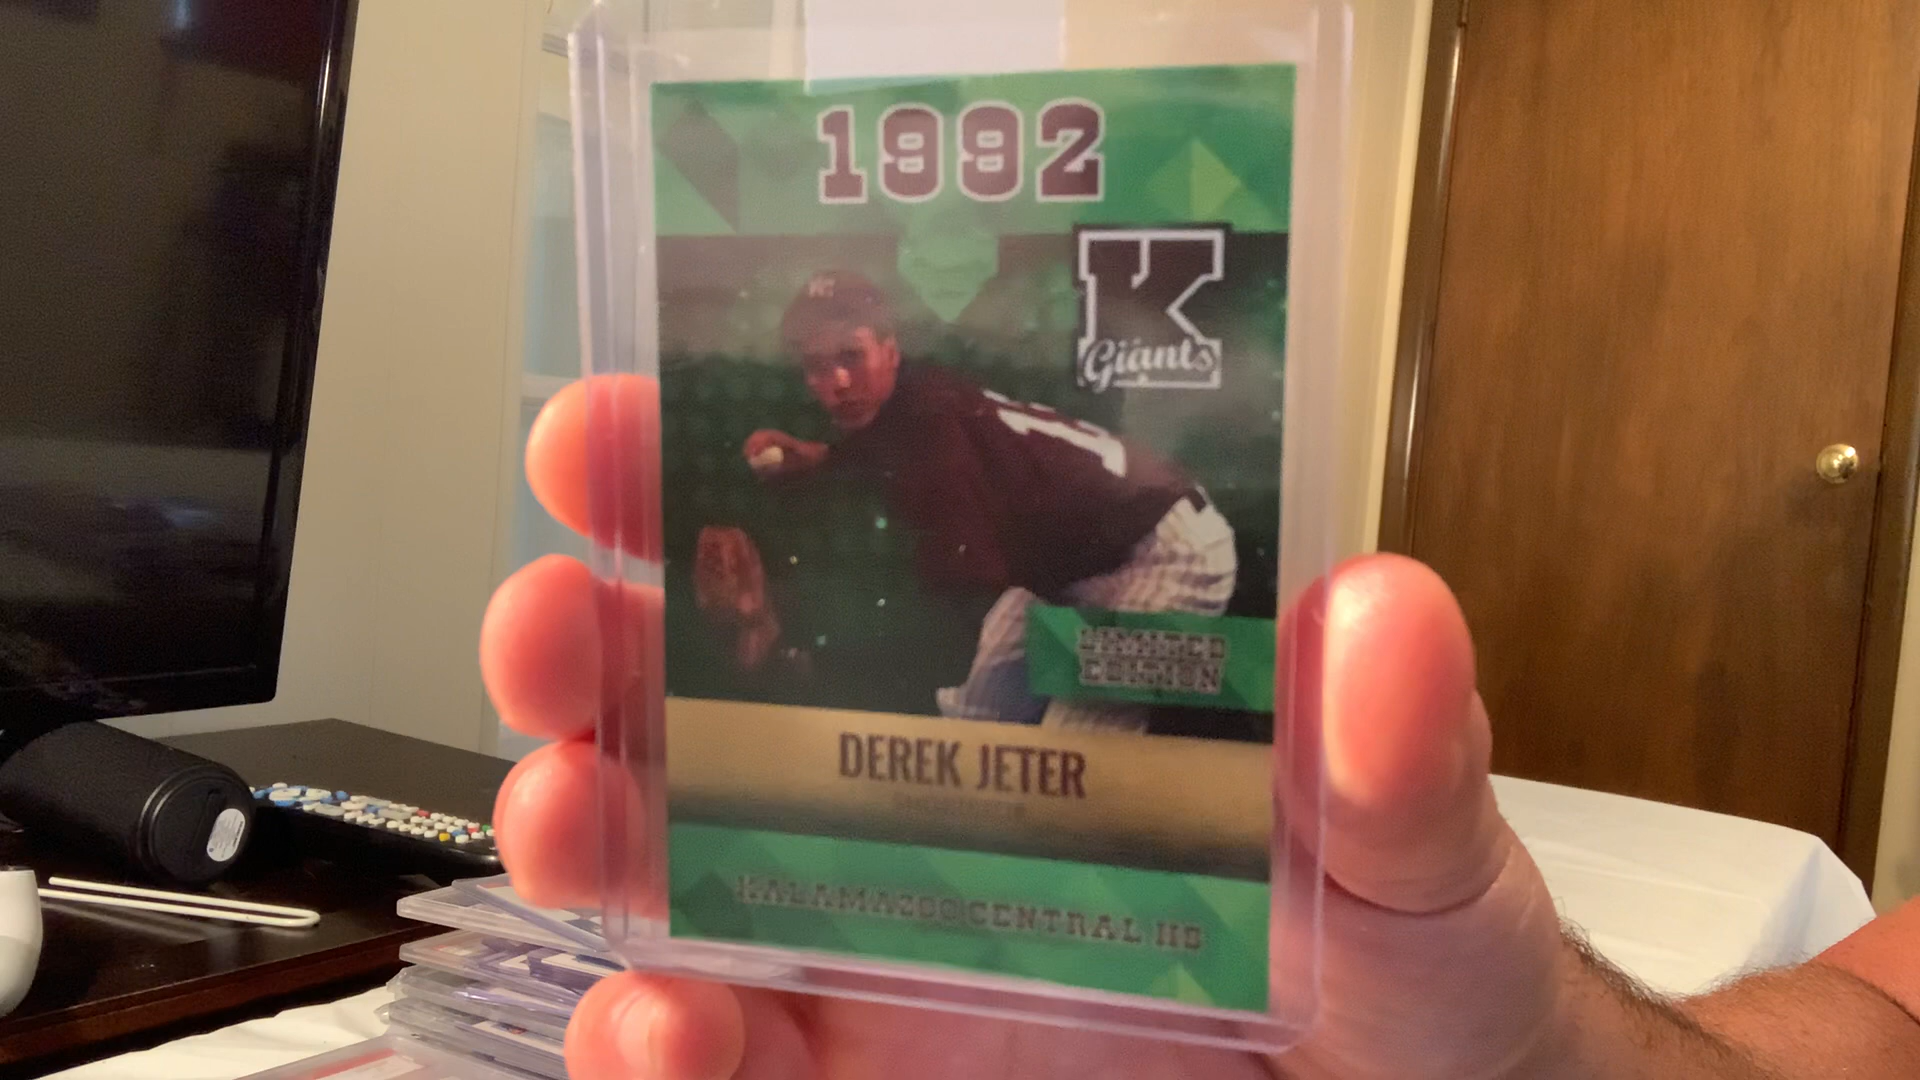 1992
K
Giants
LIMITED
EDITION
DEREK JETER
KALAMAZOO CENTRAL HS